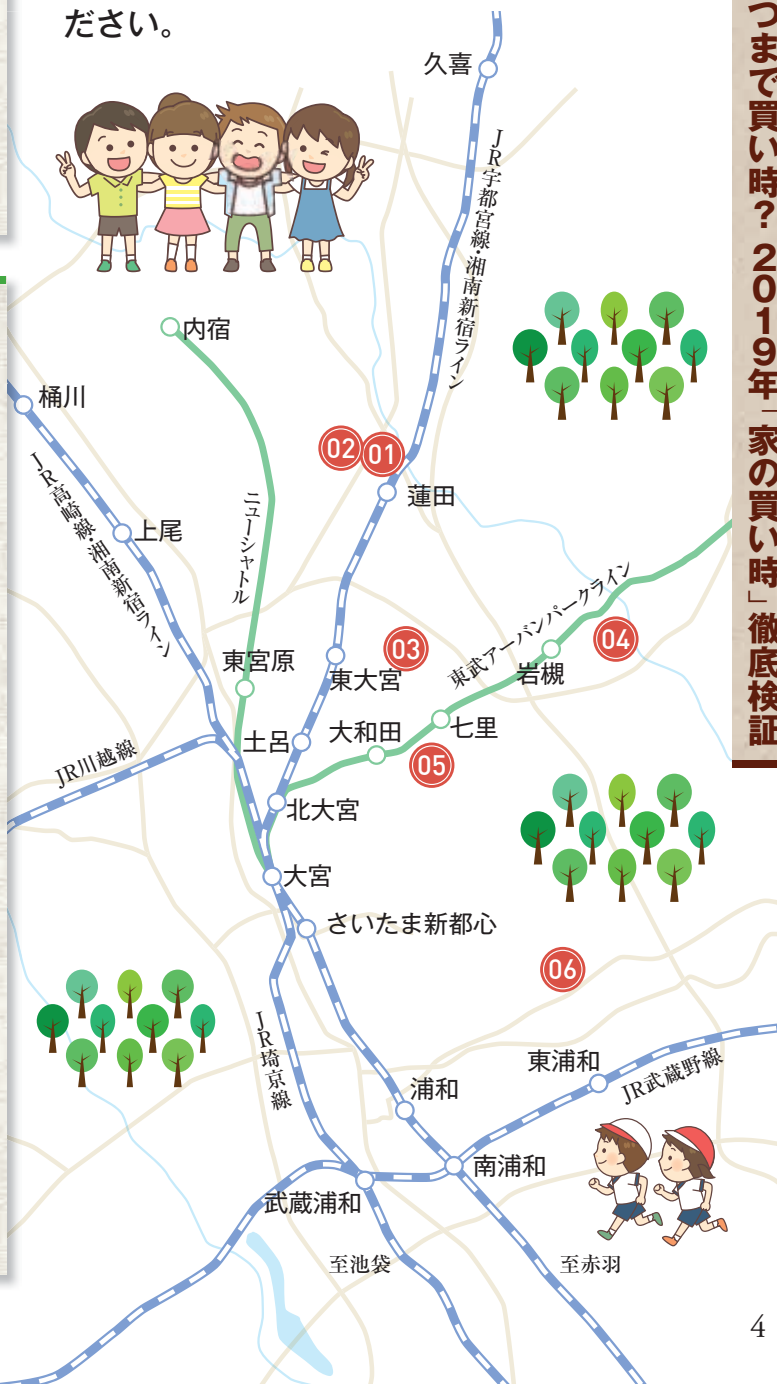 ださい。
つまで買い時？ 2019年「家の買い時」徹底検証
久喜
JR宇都宮線・湘南新宿ライン
内宿
桶川
02
01
蓮田
JR高崎線・湘南新宿ライン
上尾
ニューシャトル
東武アーバンパークライン
04
03
東宮原
東大宮
岩槻
土呂
大和田
七里
JR川越線
05
北大宮
大宮
さいたま新都心
06
JR埼京線
東浦和
JR武蔵野線
浦和
南浦和
武蔵浦和
至池袋
至赤羽
4